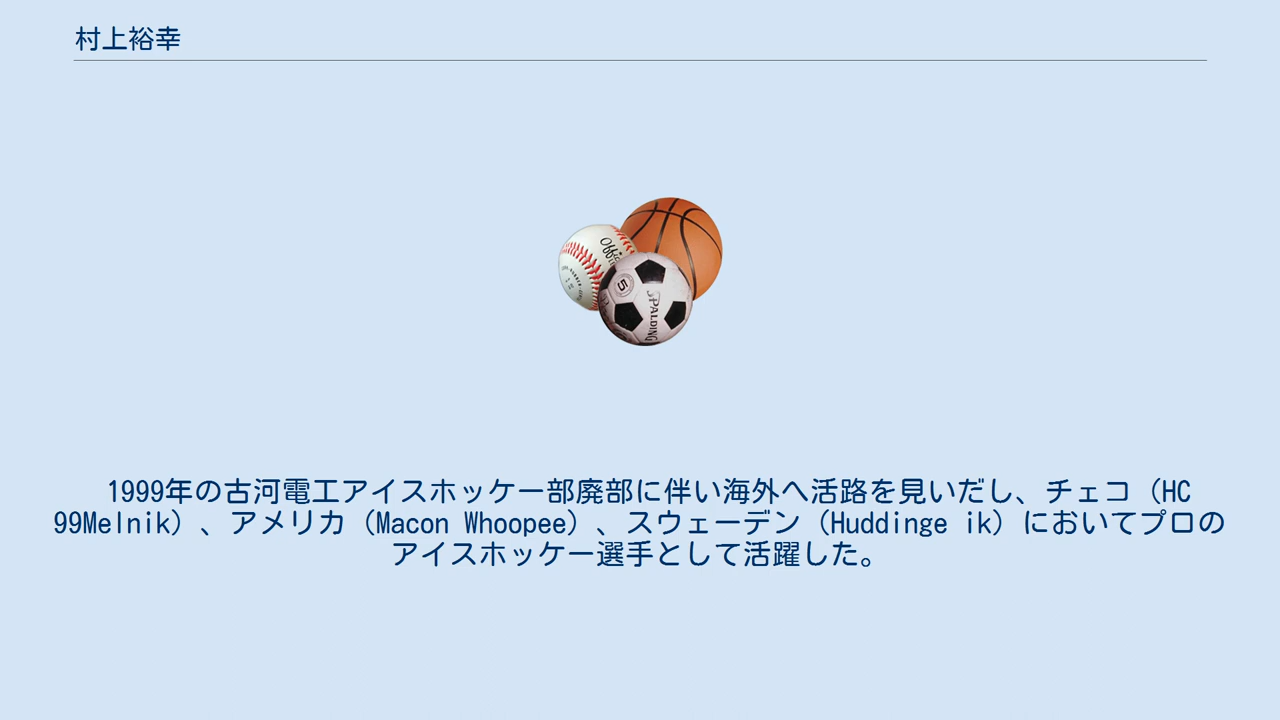 村上裕幸
Offic
5
SPALDING
1999年の古河電工アイスホッケー部廃部に伴い海外へ活路を見いだし、チェコ（HC
99Melnik）、アメリカ（Macon Whoopee）、スウェーデン（Huddinge ik）においてプロの
アイスホッケー選手として活躍した。